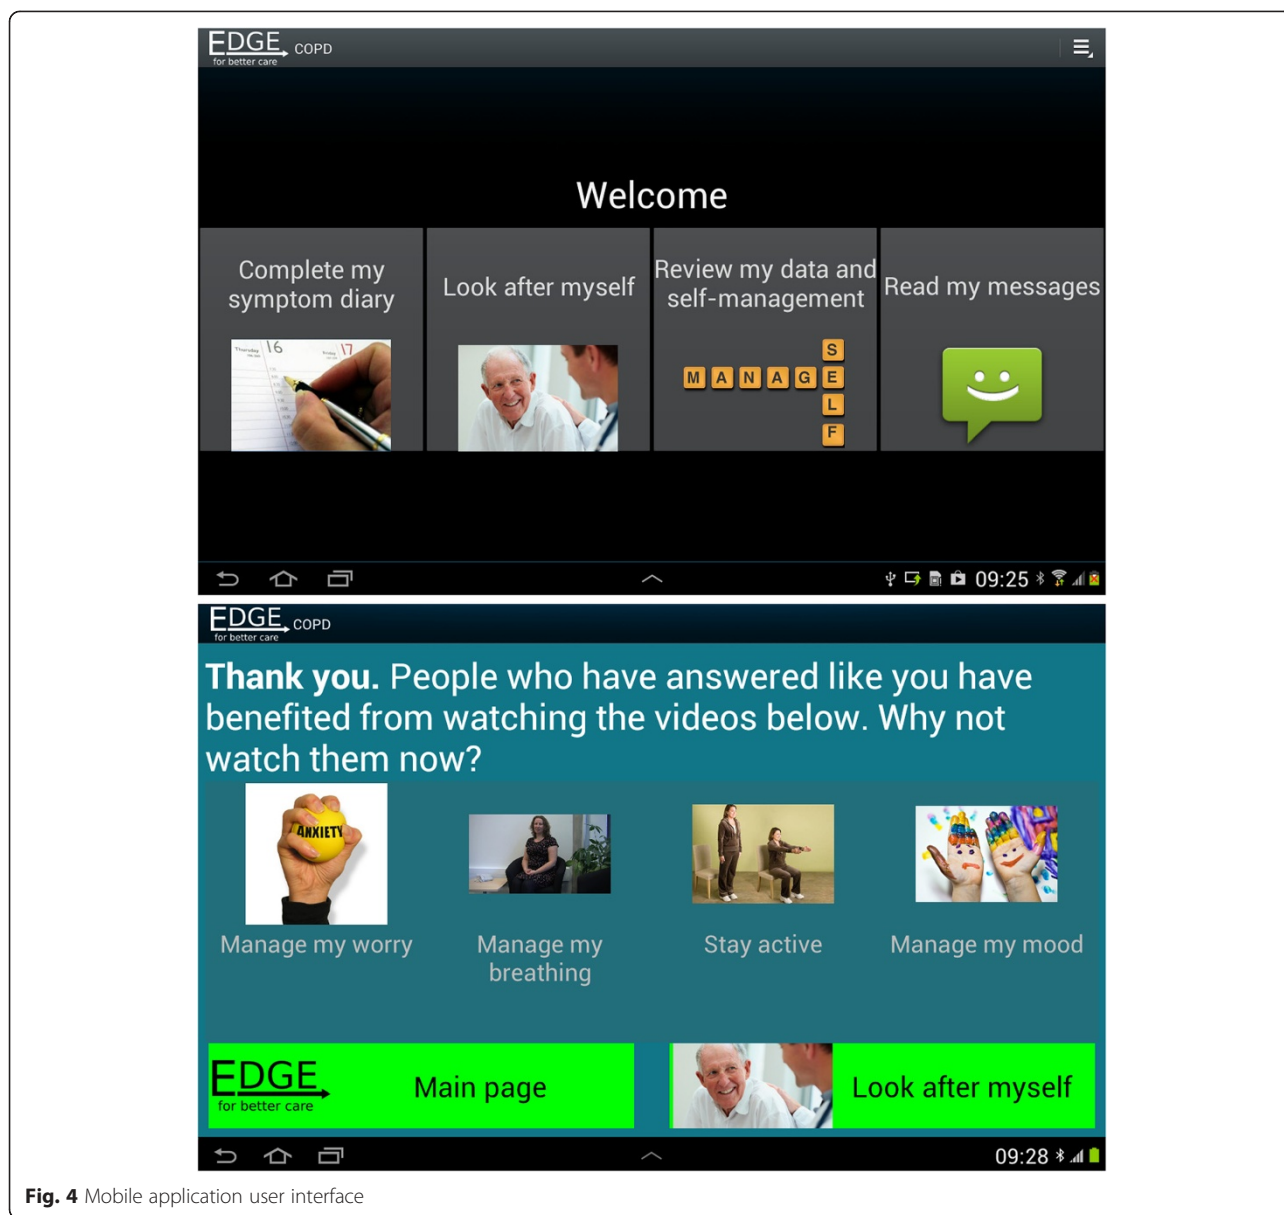 EDGE COPD
for better care
Welcome
Complete my
symptom diary
Look after myself
Review my data and
self-management
Read my messages
Thursday 16
17
S
MANAGE
L
F
09:25
EDGE COPD
for better care
Thank you. People who have answered like you have
benefited from watching the videos below. Why not
watch them now?
ANXIETY
Manage my worry
Manage my
breathing
Stay active
Manage my mood
EDGE
for better care
Main page
Look after myself
09:28
Fig. 4 Mobile application user interface